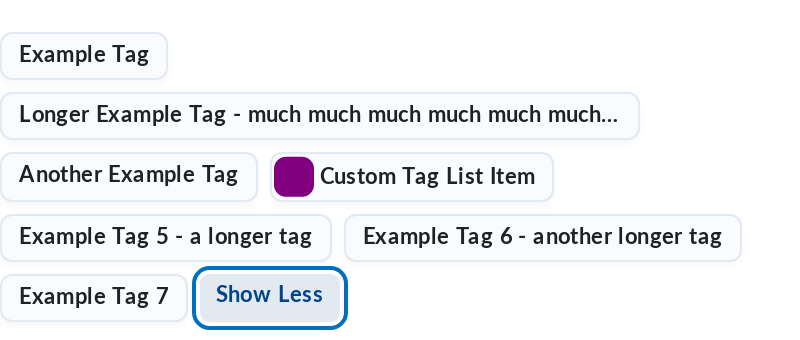 Example Tag
Longer Example Tag - much much much much much much...
Another Example Tag
Custom Tag List Item
Example Tag 5 - a longer tag
Example Tag 6 - another longer tag
Example Tag 7
Show Less